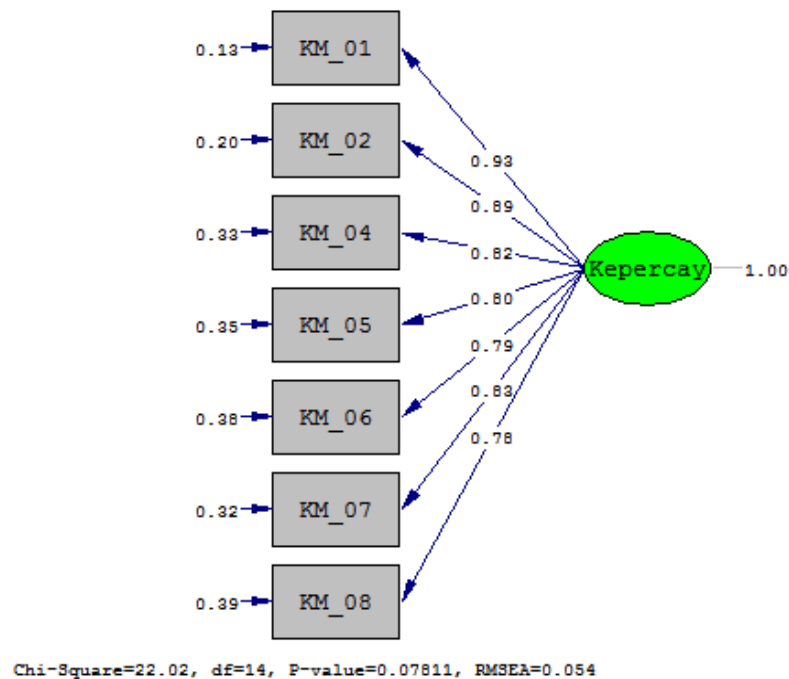 0.13 KM_01
0.93
0.20 KM_02
0.89
0.33 KM_04
0.82
Kepercay 1.00
0.80
0.35 KM_05
0.79
0.38 KM_06
0.83
0.78
0.32 KM_07
0.39 KM_08
Chi-Square=22.02, df=14, P-value=0.07811, RMSEA=0.054